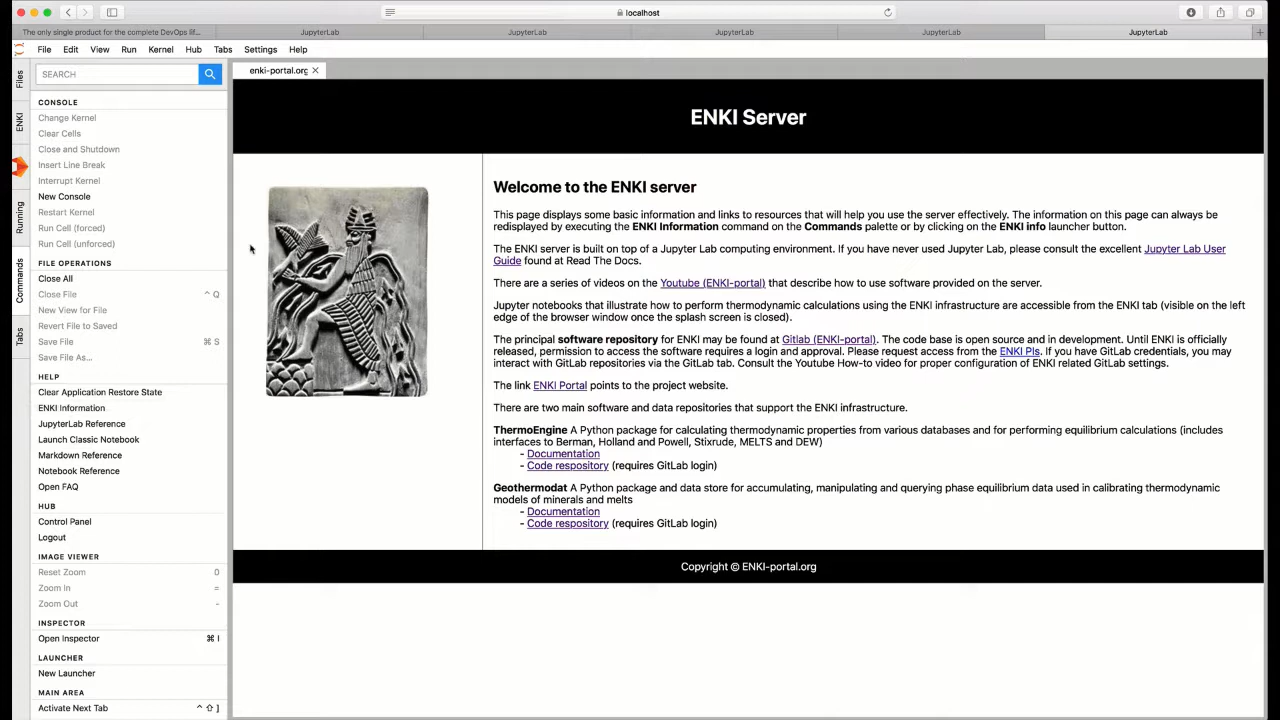 localhost
The only single product for the complete DevOps lif...
JupyterLab
JupyterLab
JupyterLab
JupyterLab
JupyterLab
File Edit View Run Kernel Hub Tabs Settings Help
Files
ENKI
Running
Commands
Tabs
SEARCH
CONSOLE
Change Kernel
Clear Cells
Close and Shutdown
Insert Line Break
Interrupt Kernel
New Console
Restart Kernel
Run Cell (forced)
Run Cell (unforced)
FILE OPERATIONS
Close All
Close File ^ Q
New View for File
Revert File to Saved
Save File ⌘ S
Save File As...
HELP
Clear Application Restore State
ENKI Information
JupyterLab Reference
Launch Classic Notebook
Markdown Reference
Notebook Reference
Open FAQ
HUB
Control Panel
Logout
IMAGE VIEWER
Reset Zoom 0
Zoom In =
Zoom Out -
INSPECTOR
Open Inspector ⌘ I
LAUNCHER
New Launcher
MAIN AREA
Activate Next Tab ^ ⇧ ]
enki-portal.org ×
ENKI Server
Welcome to the ENKI server
This page displays some basic information and links to resources that will help you use the server effectively. The information on this page can always be
redisplayed by executing the ENKI Information command on the Commands palette or by clicking on the ENKI info launcher button.
The ENKI server is built on top of a Jupyter Lab computing environment. If you have never used Jupyter Lab, please consult the excellent Jupyter Lab User
Guide found at Read The Docs.
There are a series of videos on the Youtube (ENKI-portal) that describe how to use software provided on the server.
Jupyter notebooks that illustrate how to perform thermodynamic calculations using the ENKI infrastructure are accessible from the ENKI tab (visible on the left
edge of the browser window once the splash screen is closed).
The principal software repository for ENKI may be found at Gitlab (ENKI-portal). The code base is open source and in development. Until ENKI is officially
released, permission to access the software requires a login and approval. Please request access from the ENKI PIs. If you have GitLab credentials, you may
interact with GitLab repositories via the GitLab tab. Consult the Youtube How-to video for proper configuration of ENKI related GitLab settings.
The link ENKI Portal points to the project website.
There are two main software and data repositories that support the ENKI infrastructure.
ThermoEngine A Python package for calculating thermodynamic properties from various databases and for performing equilibrium calculations (includes
interfaces to Berman, Holland and Powell, Stixrude, MELTS and DEW)
- Documentation
- Code respository (requires GitLab login)
Geothermodat A Python package and data store for accumulating, manipulating and querying phase equilibrium data used in calibrating thermodynamic
models of minerals and melts
- Documentation
- Code respository (requires GitLab login)
Copyright © ENKI-portal.org